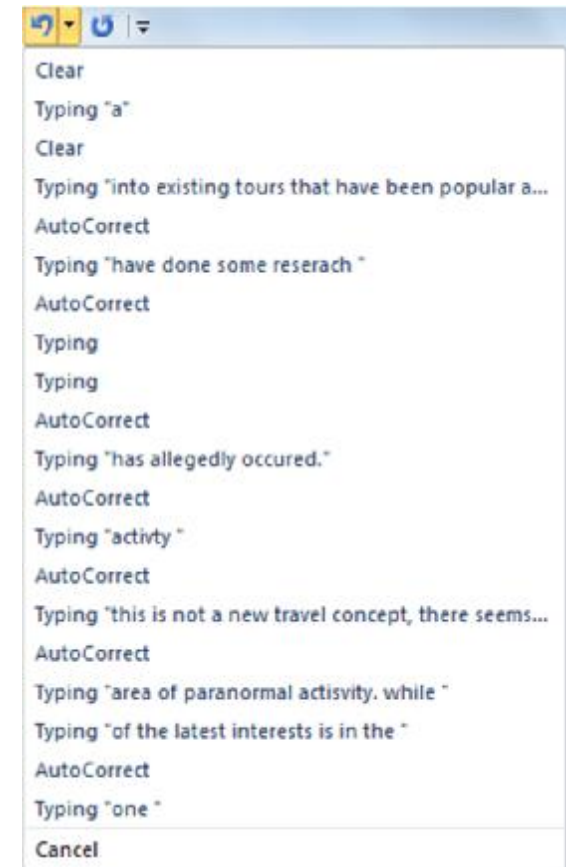 Clear
Typing "a"
Clear
Typing "into existing tours that have been popular a...
AutoCorrect
Typing "have done some reserach "
AutoCorrect
Typing
Typing
AutoCorrect
Typing "has allegedly occured."
AutoCorrect
Typing "activty "
AutoCorrect
Typing "this is not a new travel concept, there seems...
AutoCorrect
Typing "area of paranormal actisvity. while "
Typing "of the latest interests is in the "
AutoCorrect
Typing "one "
Cancel